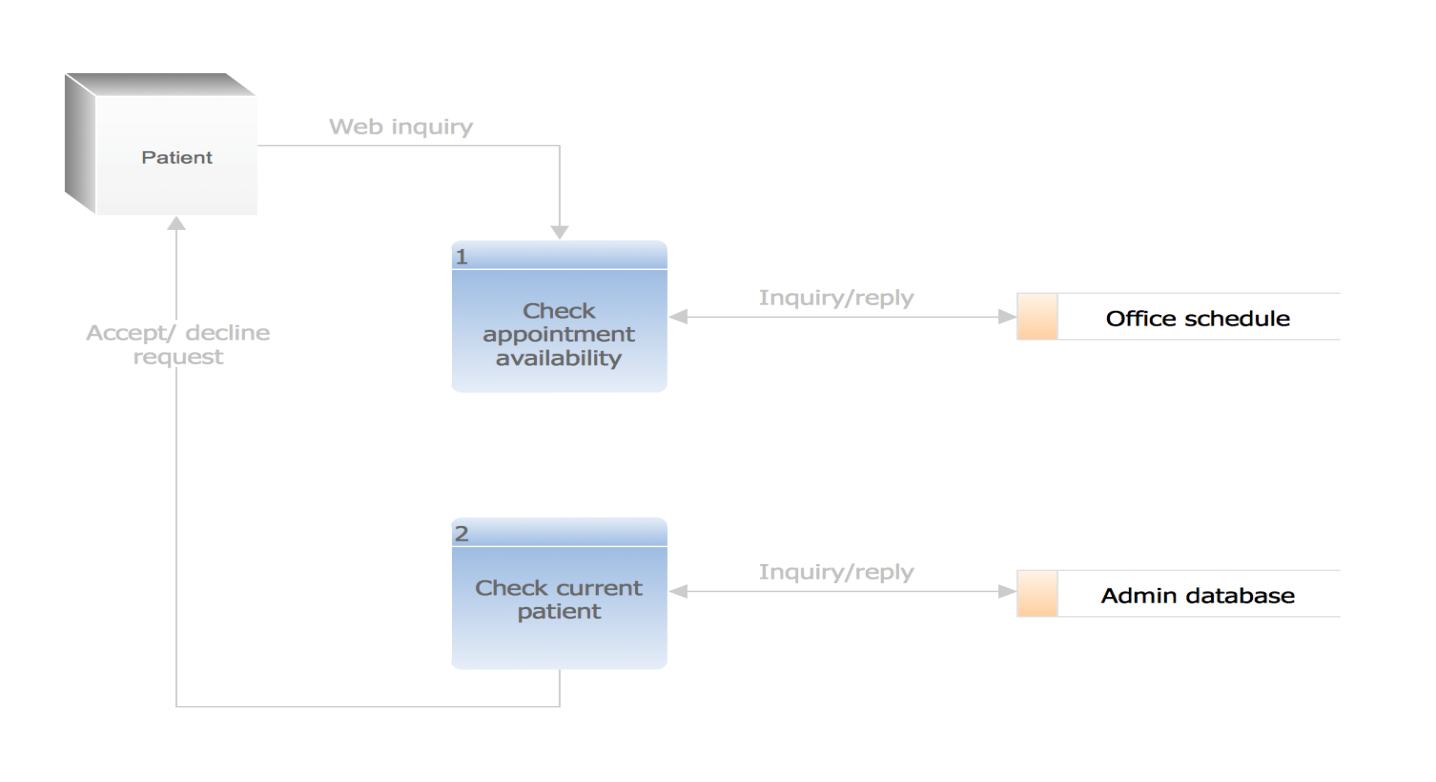 Web inquiry
Patient
1
Check
appointment
availability
Inquiry/reply
Office schedule
Accept/ decline
request
2
Check current
patient
Inquiry/reply
Admin database